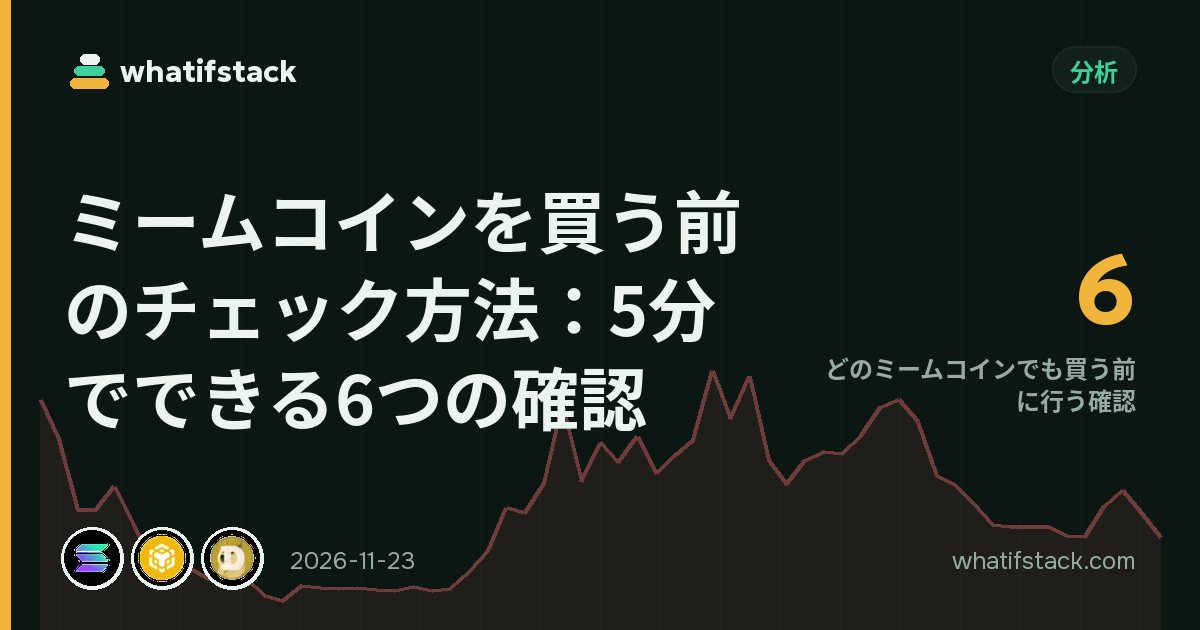 whatifstack
分析
ミームコインを買う前
のチェック方法：5分
でできる6つの確認
6
どのミームコインでも買う前
に行う確認
2026-11-23
whatifstack.com